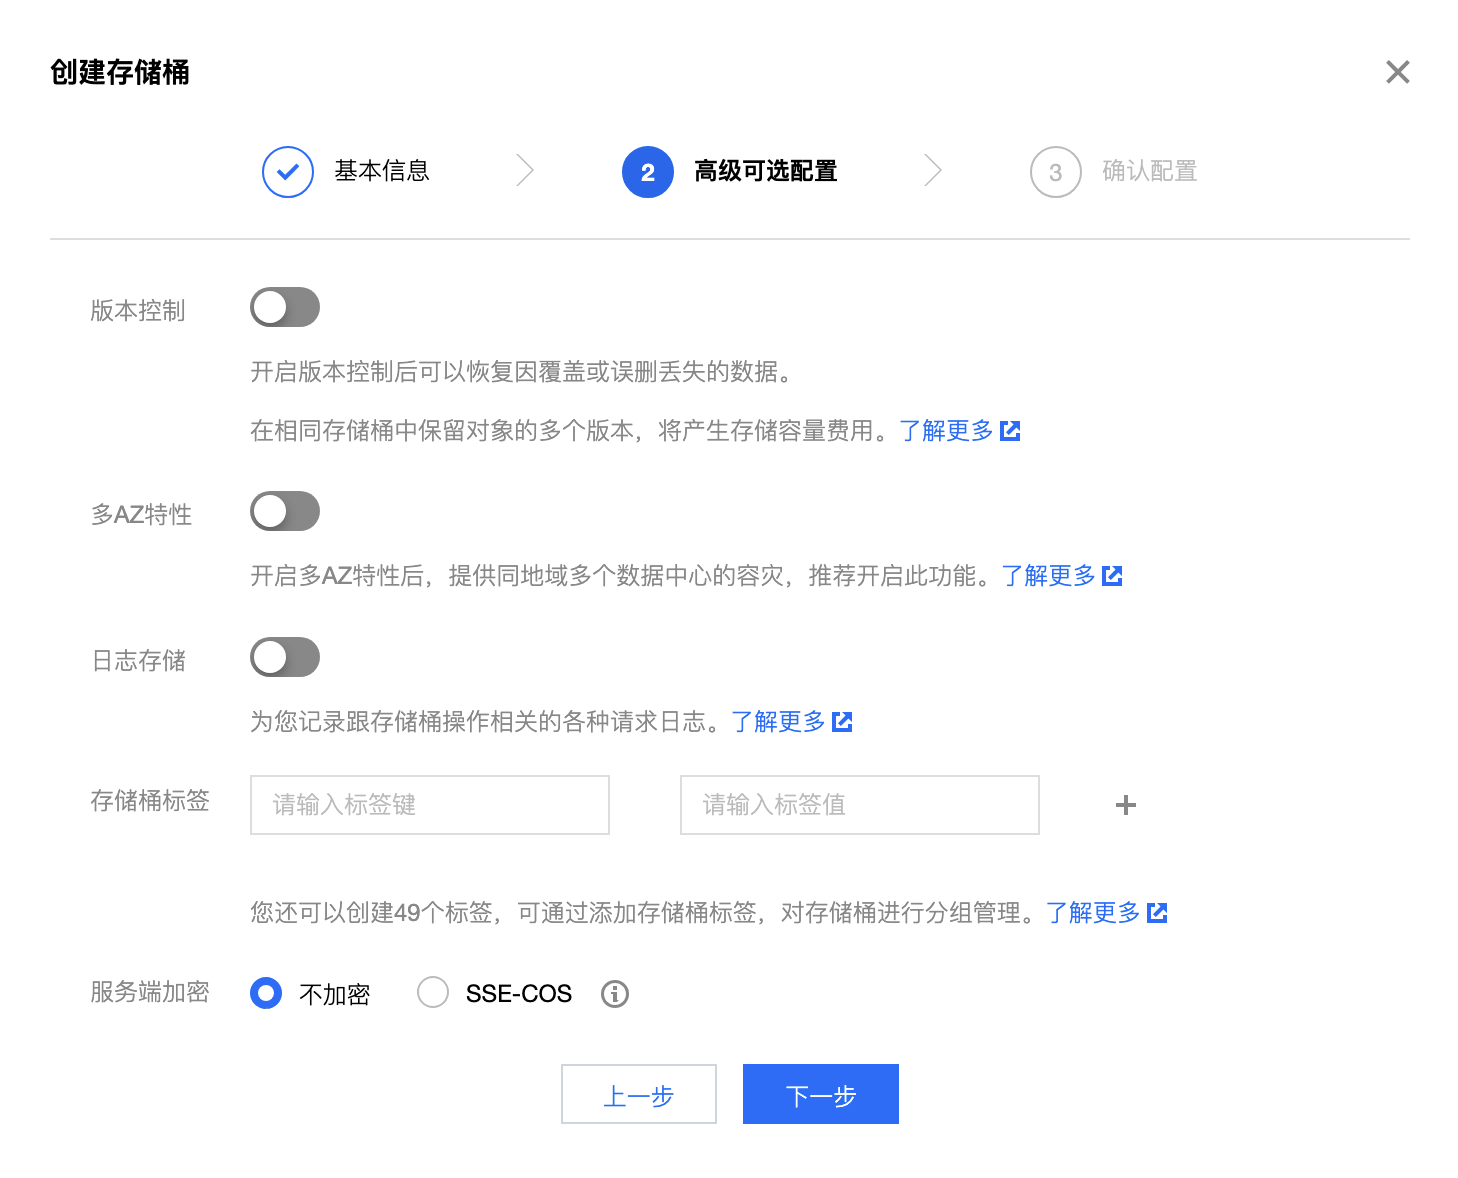 创建存储桶
基本信息
2 高级可选配置
3 确认配置
版本控制
开启版本控制后可以恢复因覆盖或误删丢失的数据。
在相同存储桶中保留对象的多个版本，将产生存储容量费用。了解更多
多AZ特性
开启多AZ特性后，提供同地域多个数据中心的容灾，推荐开启此功能。了解更多
日志存储
为您记录跟存储桶操作相关的各种请求日志。了解更多
存储桶标签 请输入标签键 请输入标签值
您还可以创建49个标签，可通过添加存储桶标签，对存储桶进行分组管理。了解更多
服务端加密 不加密 SSE-COS
上一步 下一步